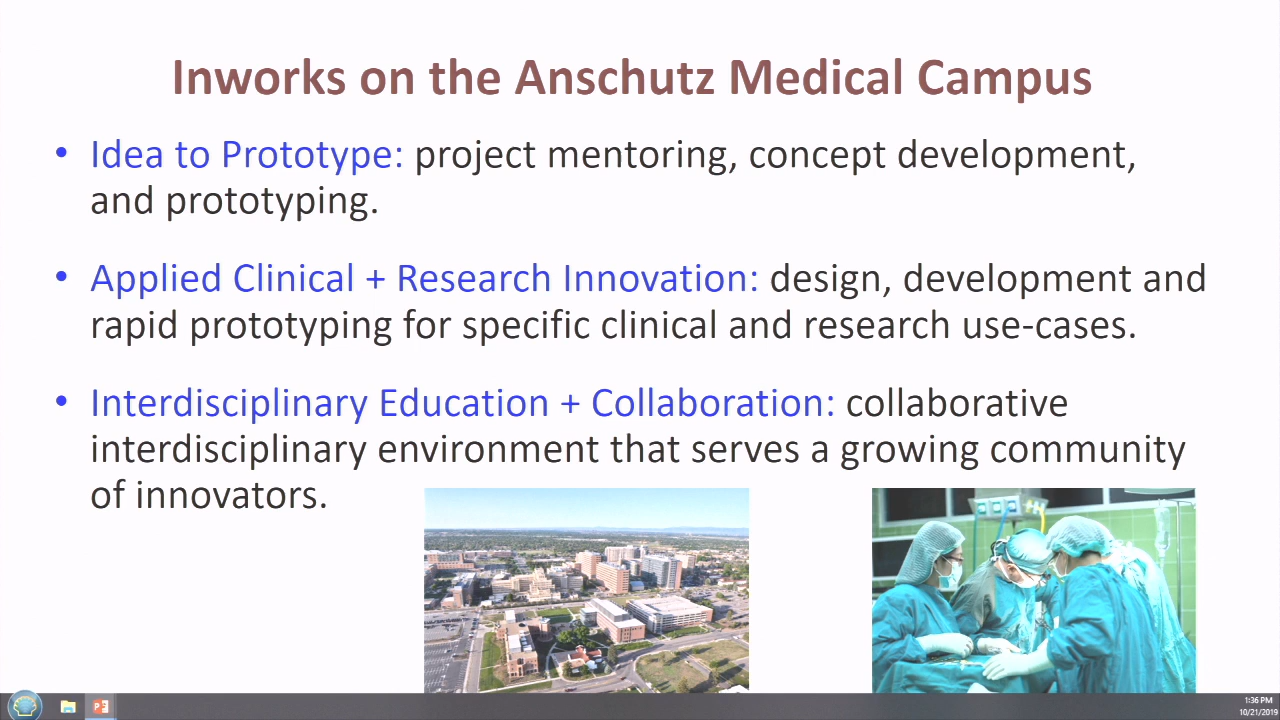 Inworks on the Anschutz Medical Campus
• Idea to Prototype: project mentoring, concept development,
and prototyping.
• Applied Clinical + Research Innovation: design, development and
rapid prototyping for specific clinical and research use-cases.
• Interdisciplinary Education + Collaboration: collaborative
interdisciplinary environment that serves a growing community
of innovators.
1:36 PM
10/21/2019